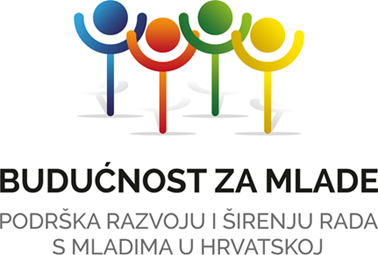 BUDUĆNOST ZA MLADE
PODRŠKA RAZVOJU I ŠIRENJU RADA
S MLADIMA U HRVATSKOJ